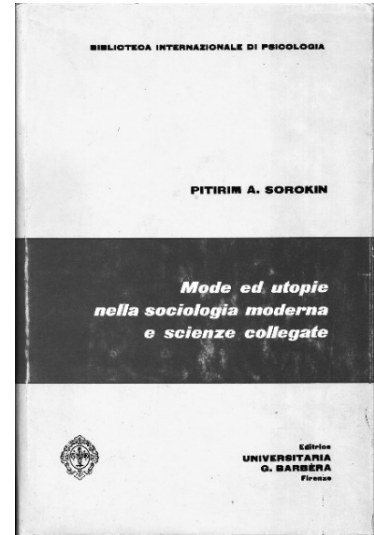 BIBLIOTECA INTERNAZIONALE DI PSICOLOGIA
PITIRIM A. SOROKIN
Mode ed utopie
nella sociologia moderna
e scienze collegate
Editrice
UNIVERSITARIA
G. BARBÈRA
Firenze